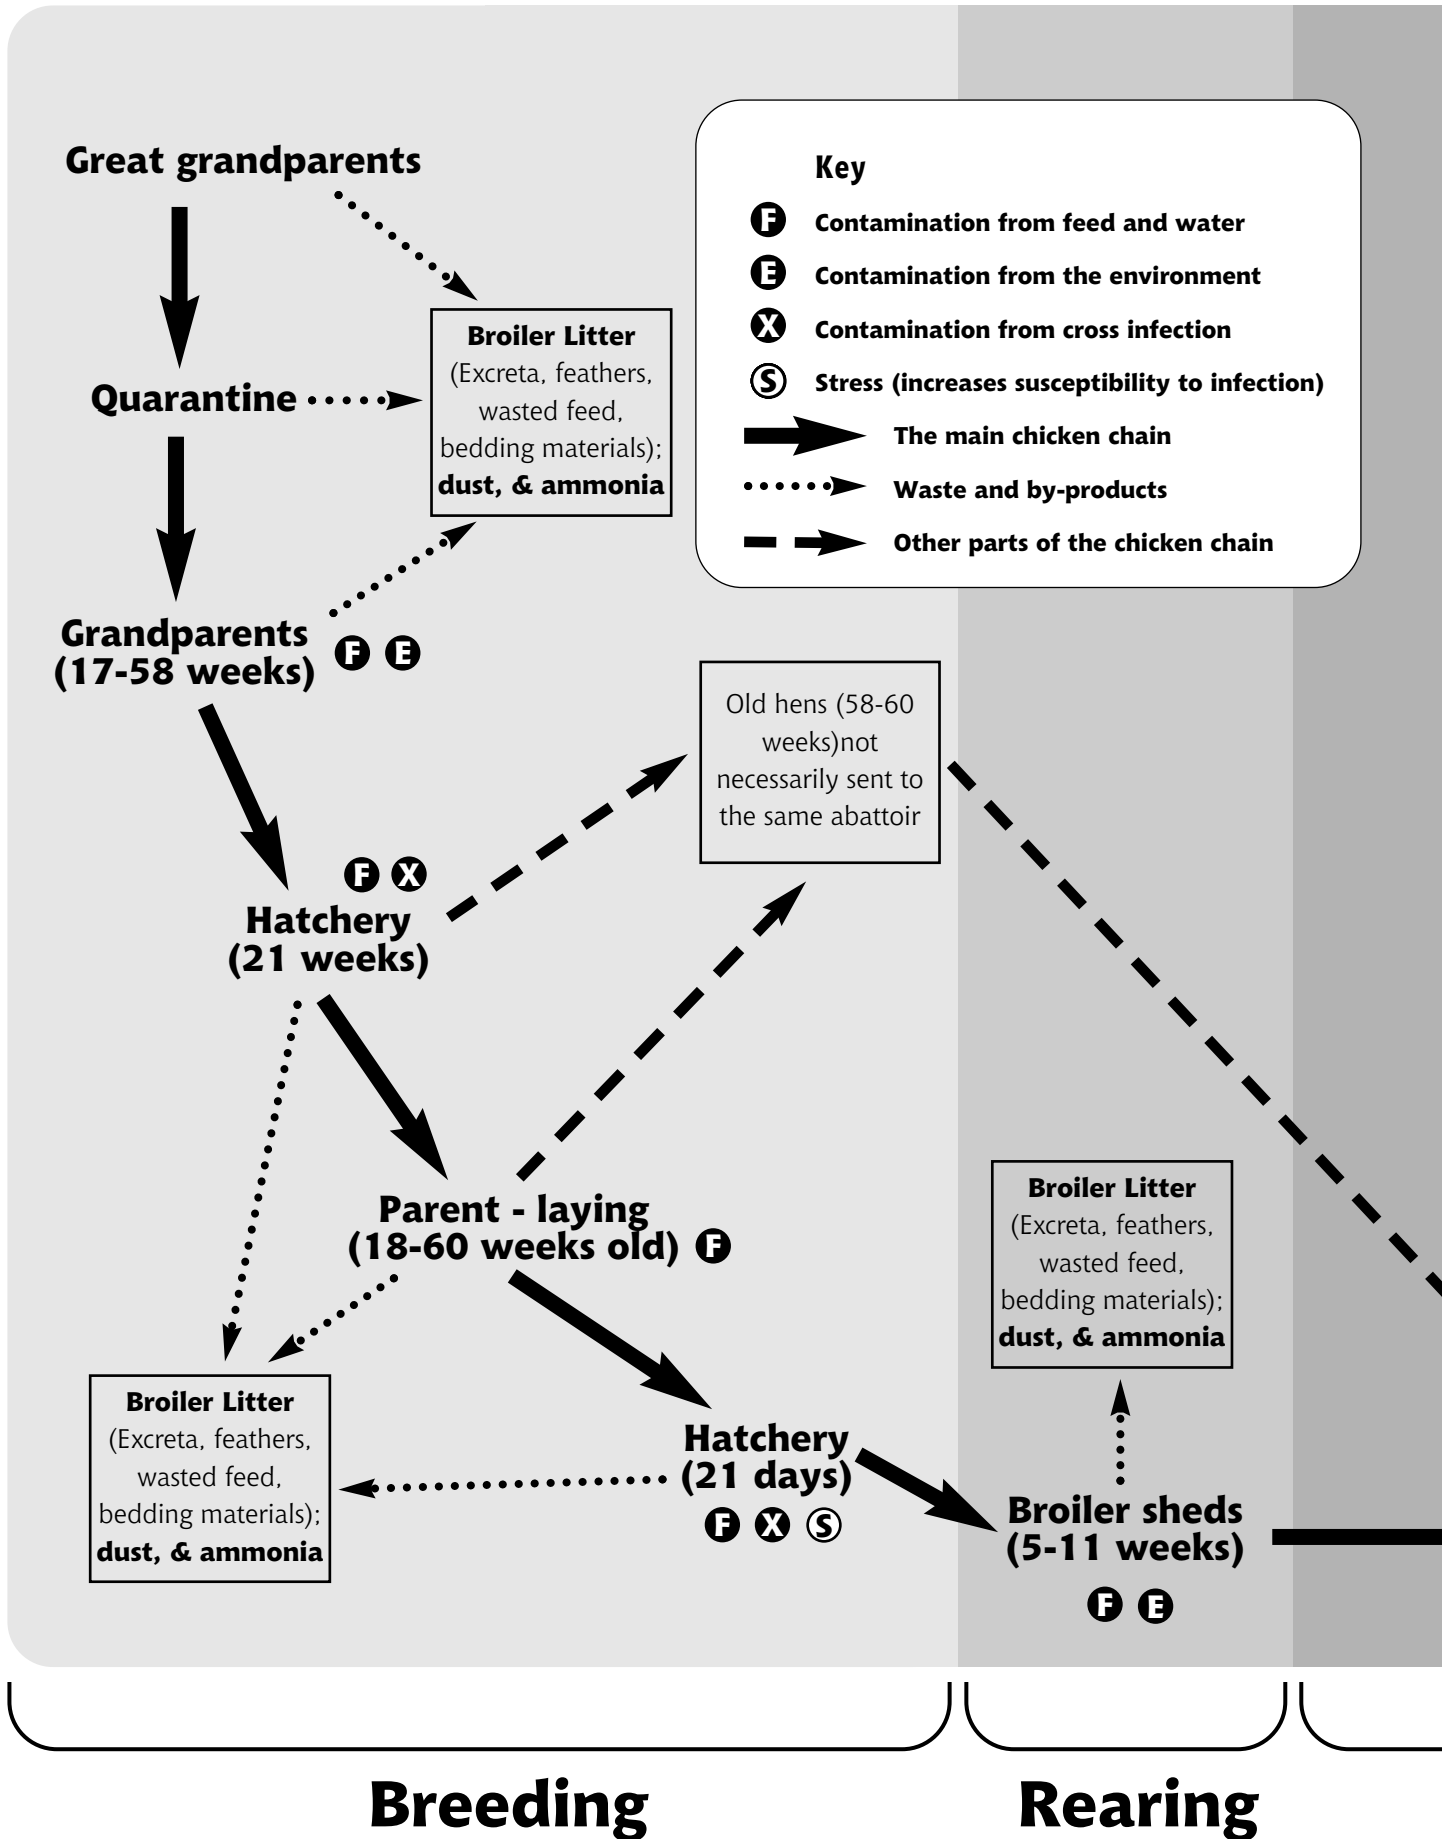 Great grandparents
Quarantine
Broiler Litter
(Excreta, feathers,
wasted feed,
bedding materials);
dust, & ammonia
Grandparents
(17-58 weeks)
F E
Key
F Contamination from feed and water
E Contamination from the environment
X Contamination from cross infection
S Stress (increases susceptibility to infection)
The main chicken chain
Waste and by-products
Other parts of the chicken chain
Old hens (58-60
weeks)not
necessarily sent to
the same abattoir
F X
Hatchery
(21 weeks)
Parent - laying
(18-60 weeks old) F
Broiler Litter
(Excreta, feathers,
wasted feed,
bedding materials);
dust, & ammonia
Hatchery
(21 days)
F X S
Broiler Litter
(Excreta, feathers,
wasted feed,
bedding materials);
dust, & ammonia
Broiler sheds
(5-11 weeks)
F E
Breeding
Rearing